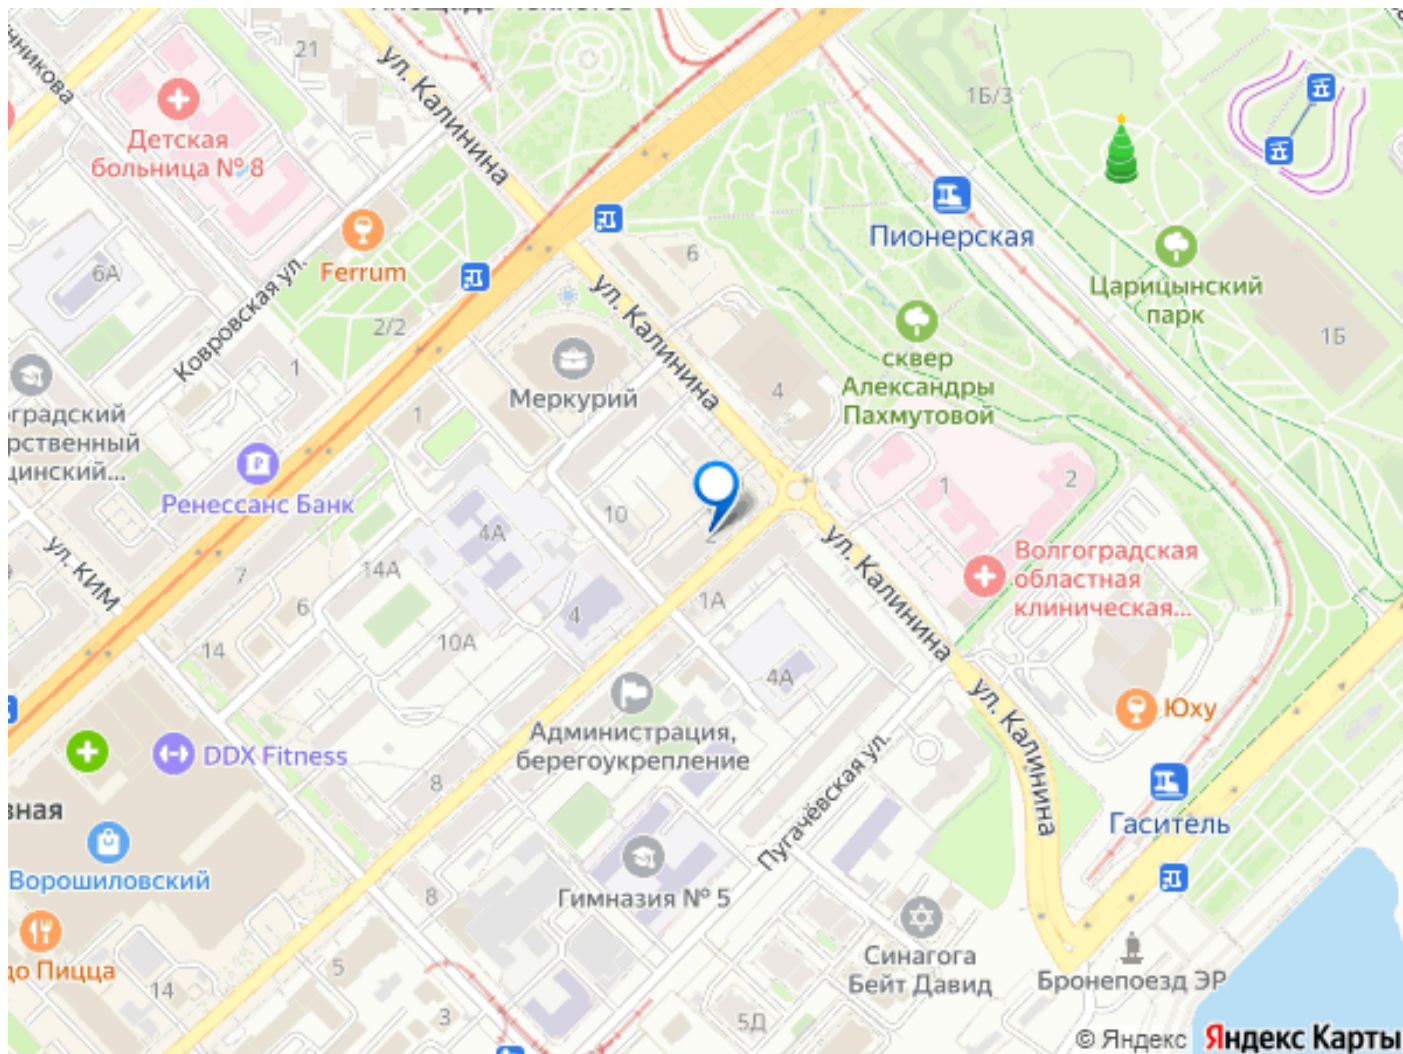 21
ул. Калинина
Детская
больница № 8
1Б/3
Пионерская
Царицынский
парк
1Б
Ferrum
6А
Ковровская ул.
2/2
1
6
ул. Калинина
сквер
Александры
Пахмутовой
Меркурий
4
1
Ренессанс Банк
10
4А
2
1
2
ул. КИМ
7
14А
6
14
10А
4
1А
ул. Калинина
Волгоградская
областная
клиническая...
4А
Администрация,
берегоукрепление
ул. Калинина
Юху
DDX Fitness
8
Пугачёвская ул.
Гаситель
Ворошиловский
8
Гимназия № 5
Синагога
Бейт Давид
Бронепоезд ЭР
14
5
3
5Д
© Яндекс Яндекс Карты